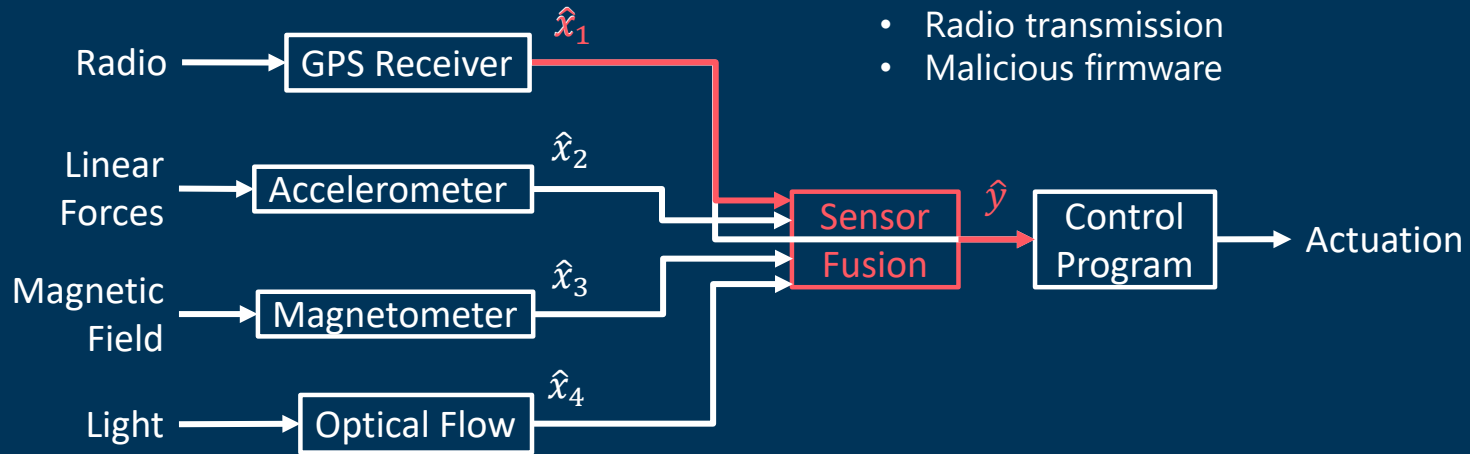 Radio
GPS Receiver
x̂₁
• Radio transmission
• Malicious firmware
Linear
Forces
Accelerometer
x̂₂
Magnetic
Field
Magnetometer
x̂₃
Light
Optical Flow
x̂₄
Sensor
Fusion
ŷ
Control
Program
Actuation